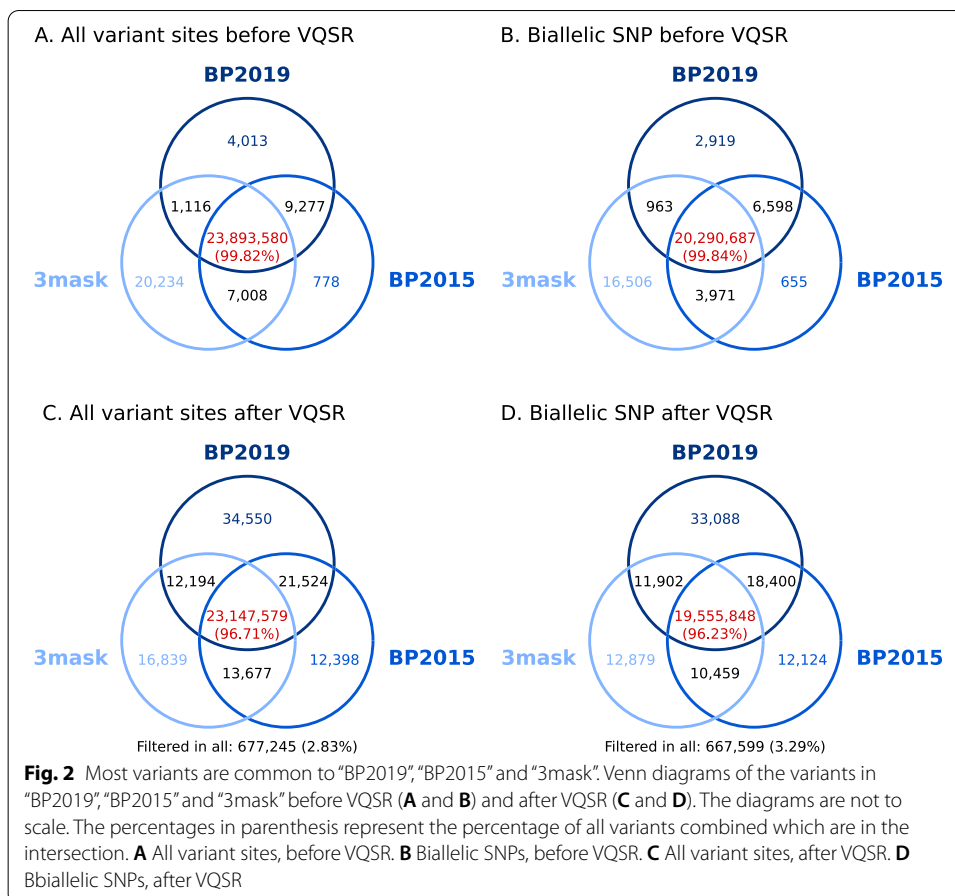 A. All variant sites before VQSR
B. Biallelic SNP before VQSR
BP2019
4,013
1,116
9,277
23,893,580
(99.82%)
3mask
20,234
778
BP2015
7,008
BP2019
2,919
963
6,598
20,290,687
(99.84%)
3mask
16,506
655
BP2015
3,971
C. All variant sites after VQSR
D. Biallelic SNP after VQSR
BP2019
34,550
12,194
21,524
23,147,579
(96.71%)
3mask
16,839
12,398
BP2015
13,677
Filtered in all: 677,245 (2.83%)
BP2019
33,088
11,902
18,400
19,555,848
(96.23%)
3mask
12,879
12,124
BP2015
10,459
Filtered in all: 667,599 (3.29%)
Fig. 2 Most variants are common to “BP2019”, “BP2015” and “3mask”. Venn diagrams of the variants in
“BP2019”, “BP2015” and “3mask” before VQSR (A and B) and after VQSR (C and D). The diagrams are not to
scale. The percentages in parenthesis represent the percentage of all variants combined which are in the
intersection. A All variant sites, before VQSR. B Biallelic SNPs, before VQSR. C All variant sites, after VQSR. D
Bbiallelic SNPs, after VQSR